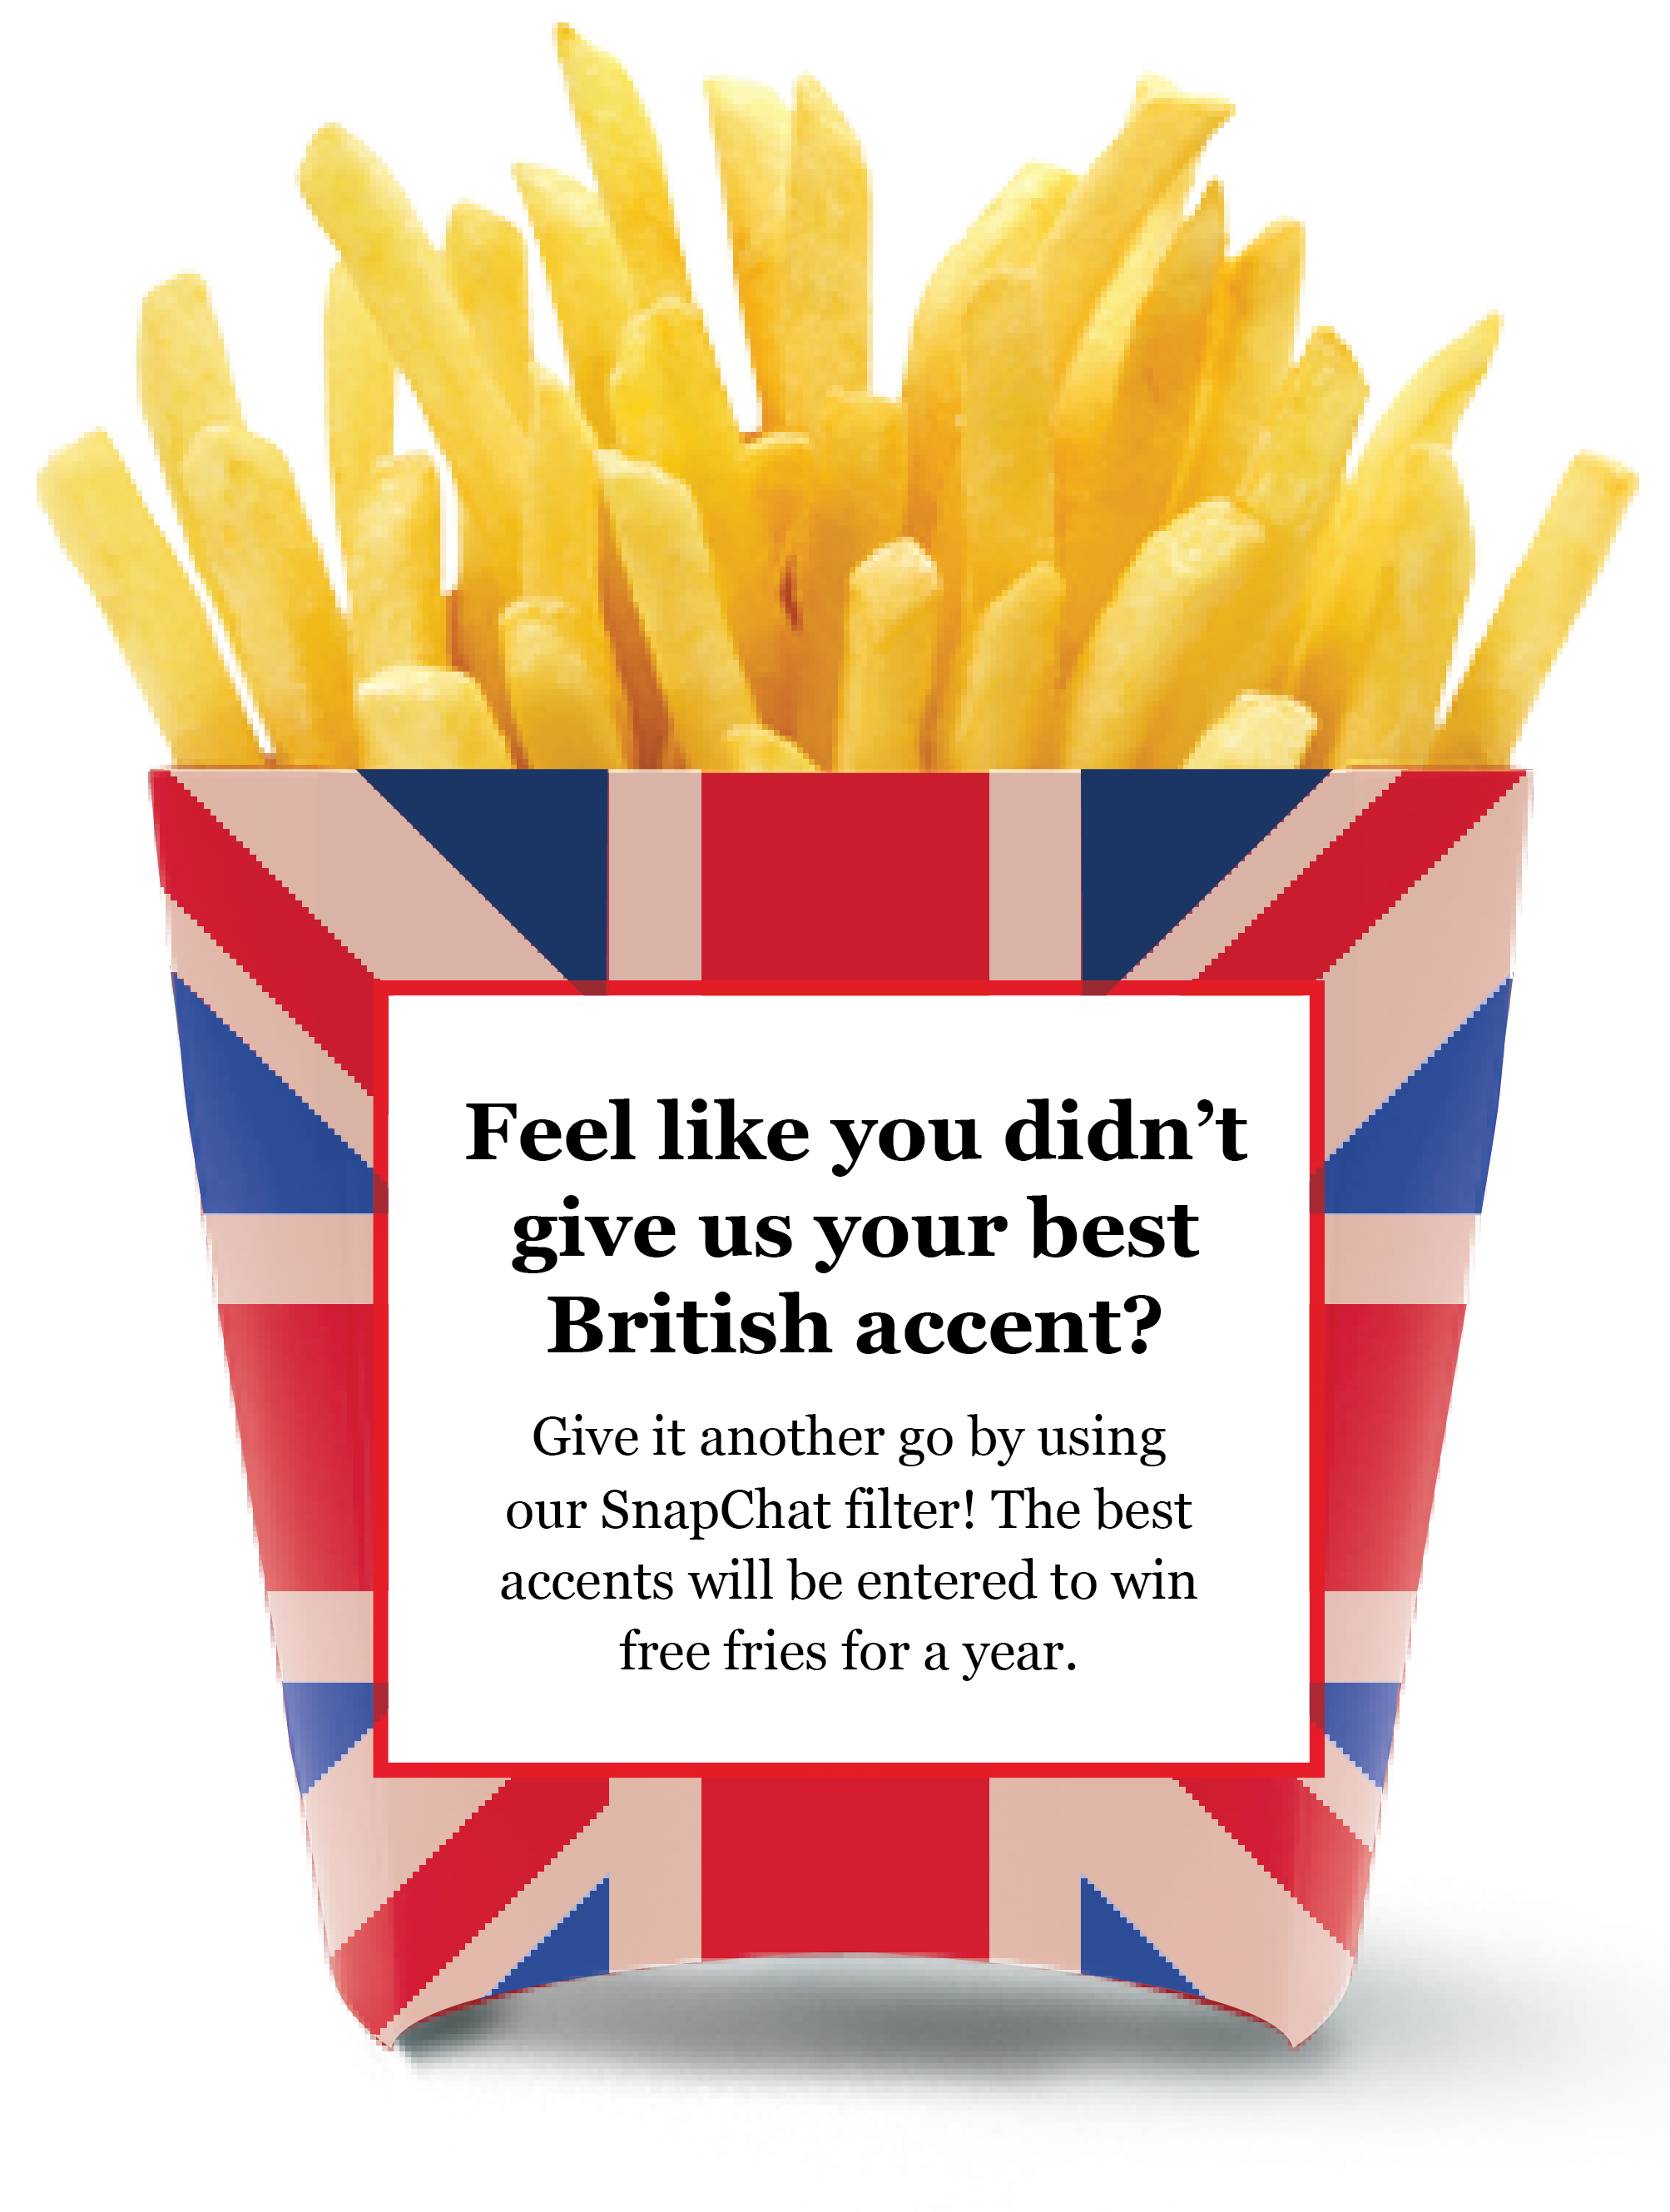 Feel like you didn’t
give us your best
British accent?
Give it another go by using
our SnapChat filter! The best
accents will be entered to win
free fries for a year.